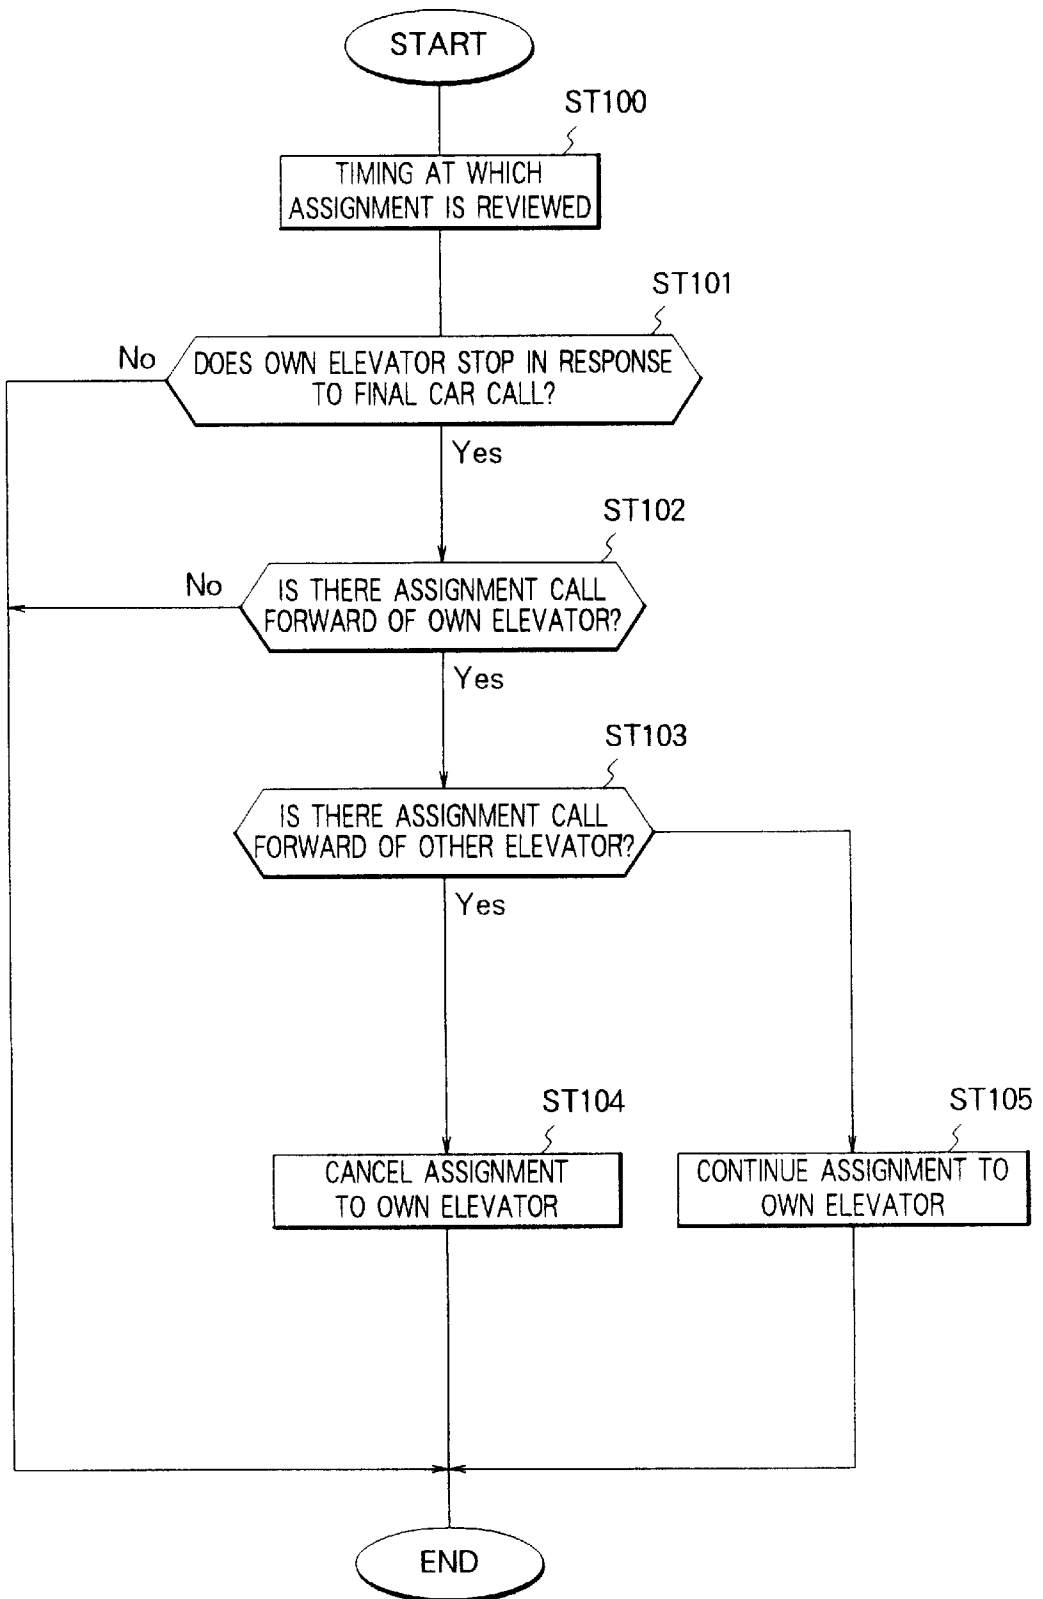 START
ST100
TIMING AT WHICH
ASSIGNMENT IS REVIEWED
ST101
No
DOES OWN ELEVATOR STOP IN RESPONSE
TO FINAL CAR CALL?
Yes
ST102
No
IS THERE ASSIGNMENT CALL
FORWARD OF OWN ELEVATOR?
Yes
ST103
IS THERE ASSIGNMENT CALL
FORWARD OF OTHER ELEVATOR?
Yes
ST104
CANCEL ASSIGNMENT
TO OWN ELEVATOR
ST105
CONTINUE ASSIGNMENT TO
OWN ELEVATOR
END